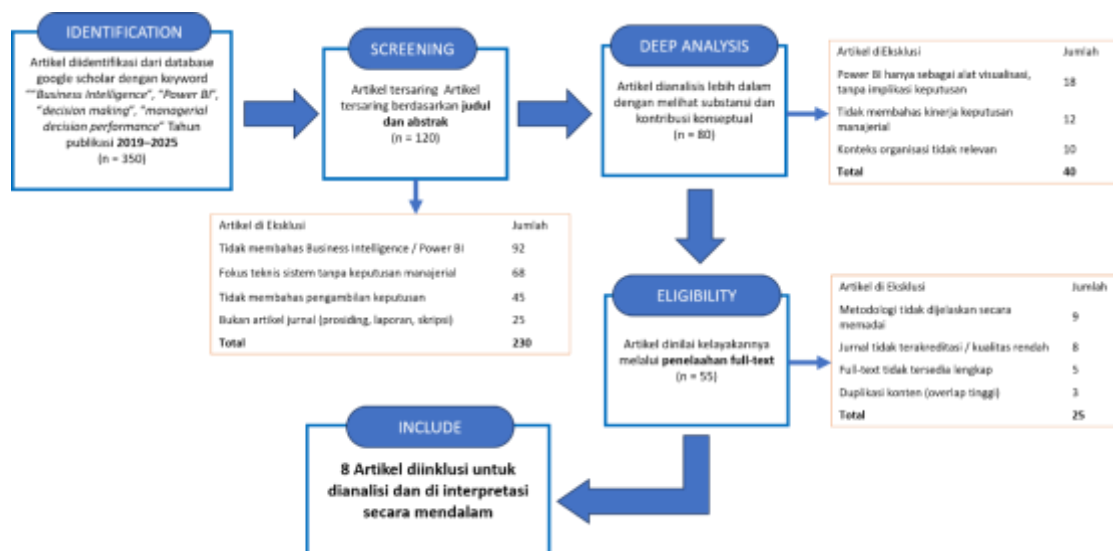 IDENTIFICATION
Artikel diidentifikasi dari database
google scholar dengan keyword
""Business Intelligence", "Power BI",
"decision making", "managerial
decision performance" Tahun
publikasi 2019–2025
(n = 350)
SCREENING
Artikel tersaring Artikel
tersaring berdasarkan judul
dan abstrak
(n = 120)
DEEP ANALYSIS
Artikel dianalisis lebih dalam
dengan melihat substansi dan
kontribusi konseptual
(n = 80)
Artikel diEksklusi Jumlah
Power BI hanya sebagai alat visualisasi,
tanpa implikasi keputusan 18
Tidak membahas kinerja keputusan
manajerial 12
Konteks organisasi tidak relevan 10
Total 40
Artikel di Eksklusi Jumlah
Tidak membahas Business Intelligence / Power BI 92
Fokus teknis sistem tanpa keputusan manajerial 68
Tidak membahas pengambilan keputusan 45
Bukan artikel jurnal (prosiding, laporan, skripsi) 25
Total 230
ELIGIBILITY
Artikel dinilai kelayakannya
melalui penelaahan full-text
(n = 55)
Artikel di Eksklusi Jumlah
Metodologi tidak dijelaskan secara
memadai 9
Jurnal tidak terakreditasi / kualitas rendah 8
Full-text tidak tersedia lengkap 5
Duplikasi konten (overlap tinggi) 3
Total 25
INCLUDE
8 Artikel diinklusi untuk
dianalisi dan di interpretasi
secara mendalam